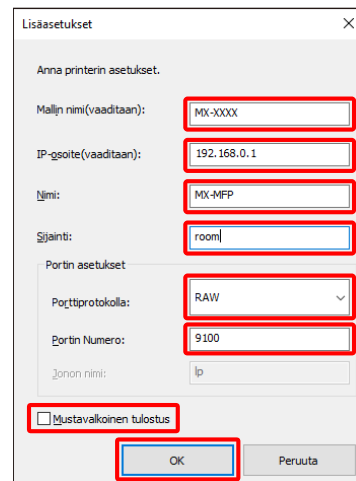 Lisäasetukset
Anna printerin asetukset.
Mallin nimi(vaaditaan): MX-XXXX
IP-osoite(vaaditaan): 192.168.0.1
Nimi: MX-MFP
Sijainti: room
Portin asetukset
Porttiprotokolla: RAW
Portin Numero: 9100
Jonon nimi: lp
Mustavalkoinen tulostus
OK Peruuta